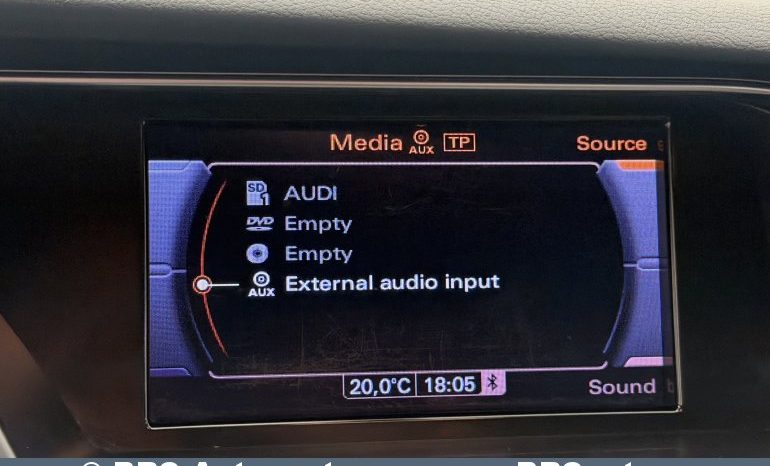 Media AUX TP Source
SD 1 AUDI
DVD Empty
Empty
AUX External audio input
20,0°C 18:05 Sound